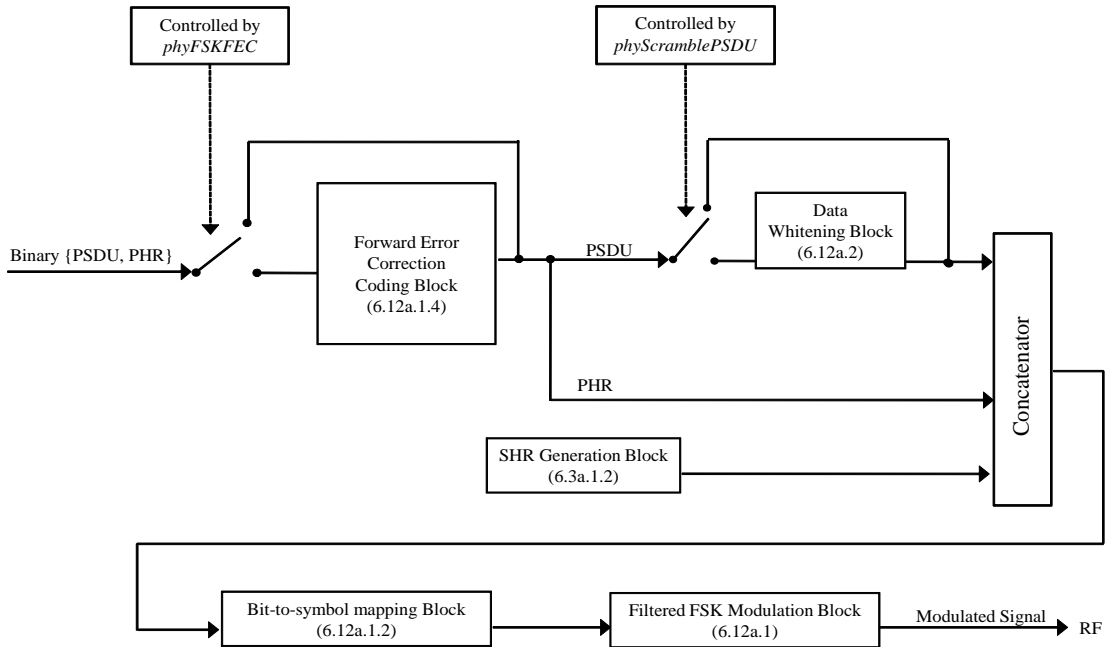 Controlled by
phyFSKFEC
Controlled by
phyScramblePSDU
Binary {PSDU, PHR}
Forward Error
Correction
Coding Block
(6.12a.1.4)
PSDU
Data
Whitening Block
(6.12a.2)
PHR
SHR Generation Block
(6.3a.1.2)
Concatenator
Bit-to-symbol mapping Block
(6.12a.1.2)
Filtered FSK Modulation Block
(6.12a.1)
Modulated Signal
RF